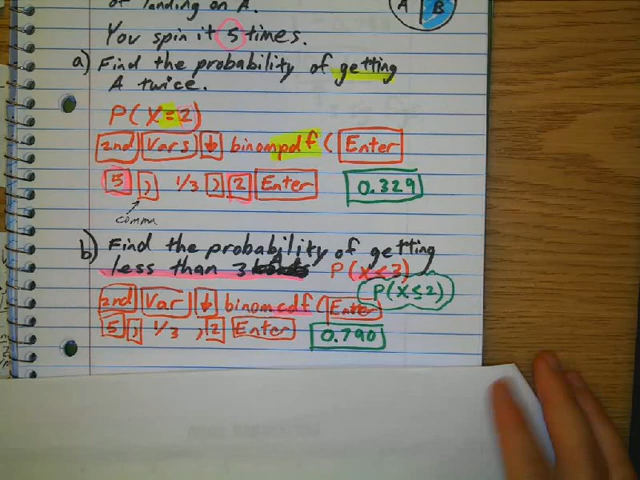 of landing on A.
A B
You spin it 5 times.
a) Find the probability of getting
A twice.
P(X=2)
2nd Vars ↓ binompdf( Enter
5 , 1/3 , 2 Enter 0.329
comma
b) Find the probability of getting
less than 3 P(X<3)
P(X≤2)
2nd Var ↓ binomcdf( Enter
5 , 1/3 , 2 Enter 0.790